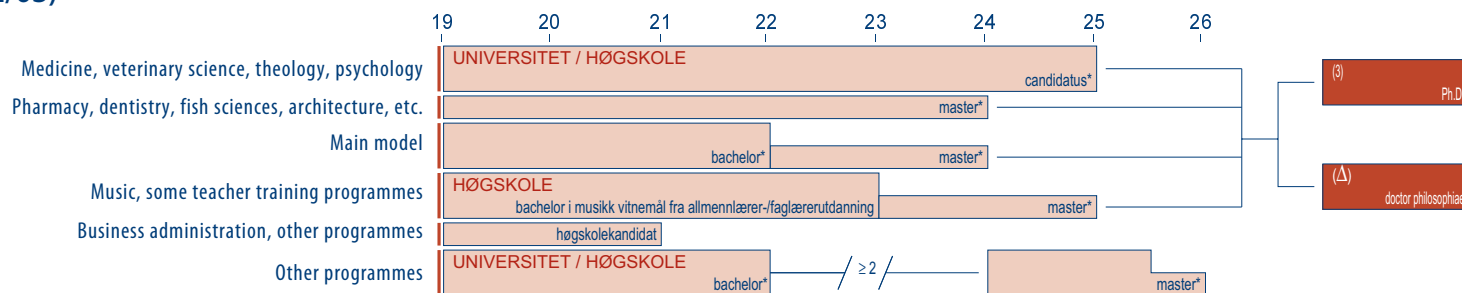 19 20 21 22 23 24 25 26
Medicine, veterinary science, theology, psychology
UNIVERSITET / HØGSKOLE
candidatus*
(3)
Ph.D
Pharmacy, dentistry, fish sciences, architecture, etc.
master*
Main model
bachelor*
master*
Music, some teacher training programmes
HØGSKOLE
bachelor i musikk vitnemål fra allmennlærer-/faglærerutdanning
master*
(Δ)
doctor philosophiae
Business administration, other programmes
høgskolekandidat
Other programmes
UNIVERSITET / HØGSKOLE
bachelor*
≥ 2
master*